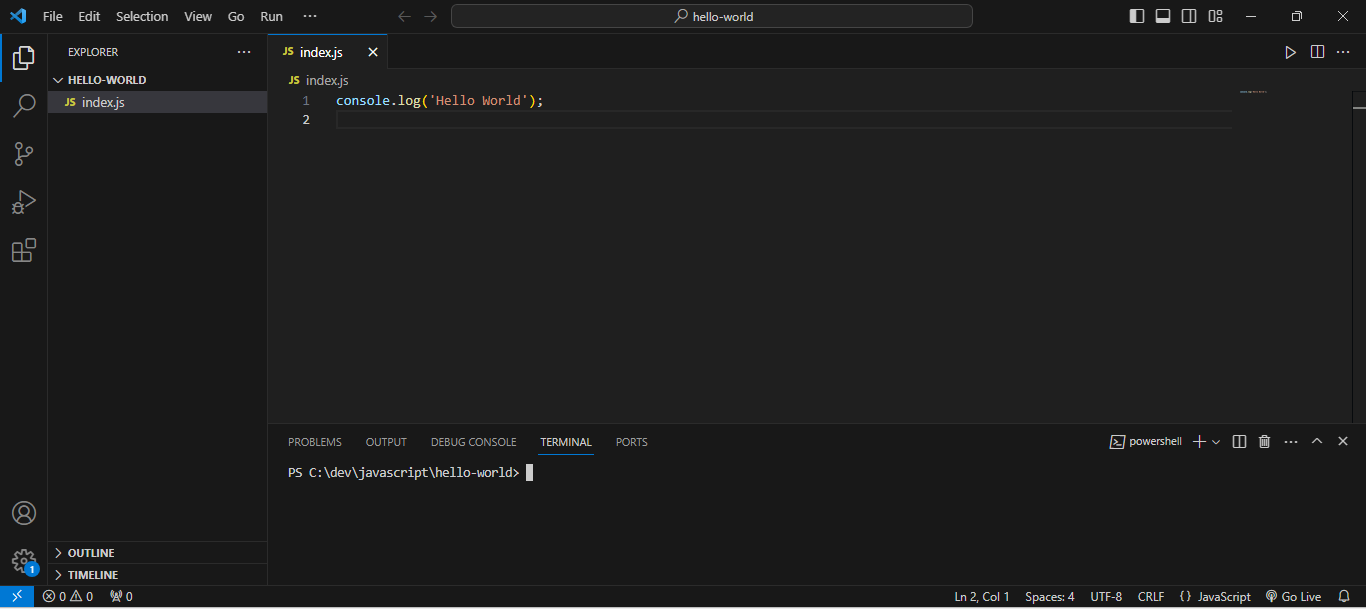 File Edit Selection View Go Run ··· hello-world
EXPLORER ···
HELLO-WORLD
JS index.js
JS index.js
JS index.js
1 console.log('Hello World');
2
PROBLEMS OUTPUT DEBUG CONSOLE TERMINAL PORTS powershell
PS C:\dev\javascript\hello-world>
OUTLINE
TIMELINE
1
0 0 0 Ln 2, Col 1 Spaces: 4 UTF-8 CRLF {} JavaScript Go Live